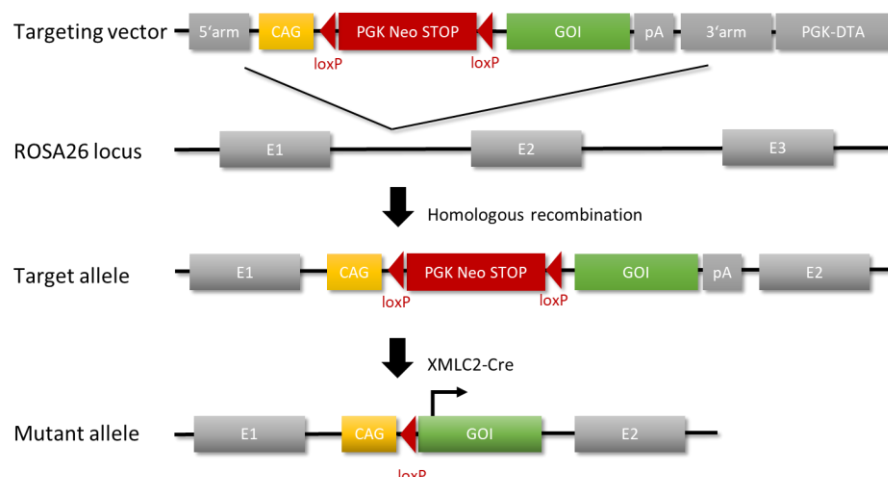 Targeting vector
5'arm
CAG
PGK Neo STOP
GOI
pA
3'arm
PGK-DTA
loxP
loxP
ROSA26 locus
E1
E2
E3
Homologous recombination
Target allele
E1
CAG
PGK Neo STOP
GOI
pA
E2
loxP
loxP
XMLC2-Cre
Mutant allele
E1
CAG
GOI
E2
loxP